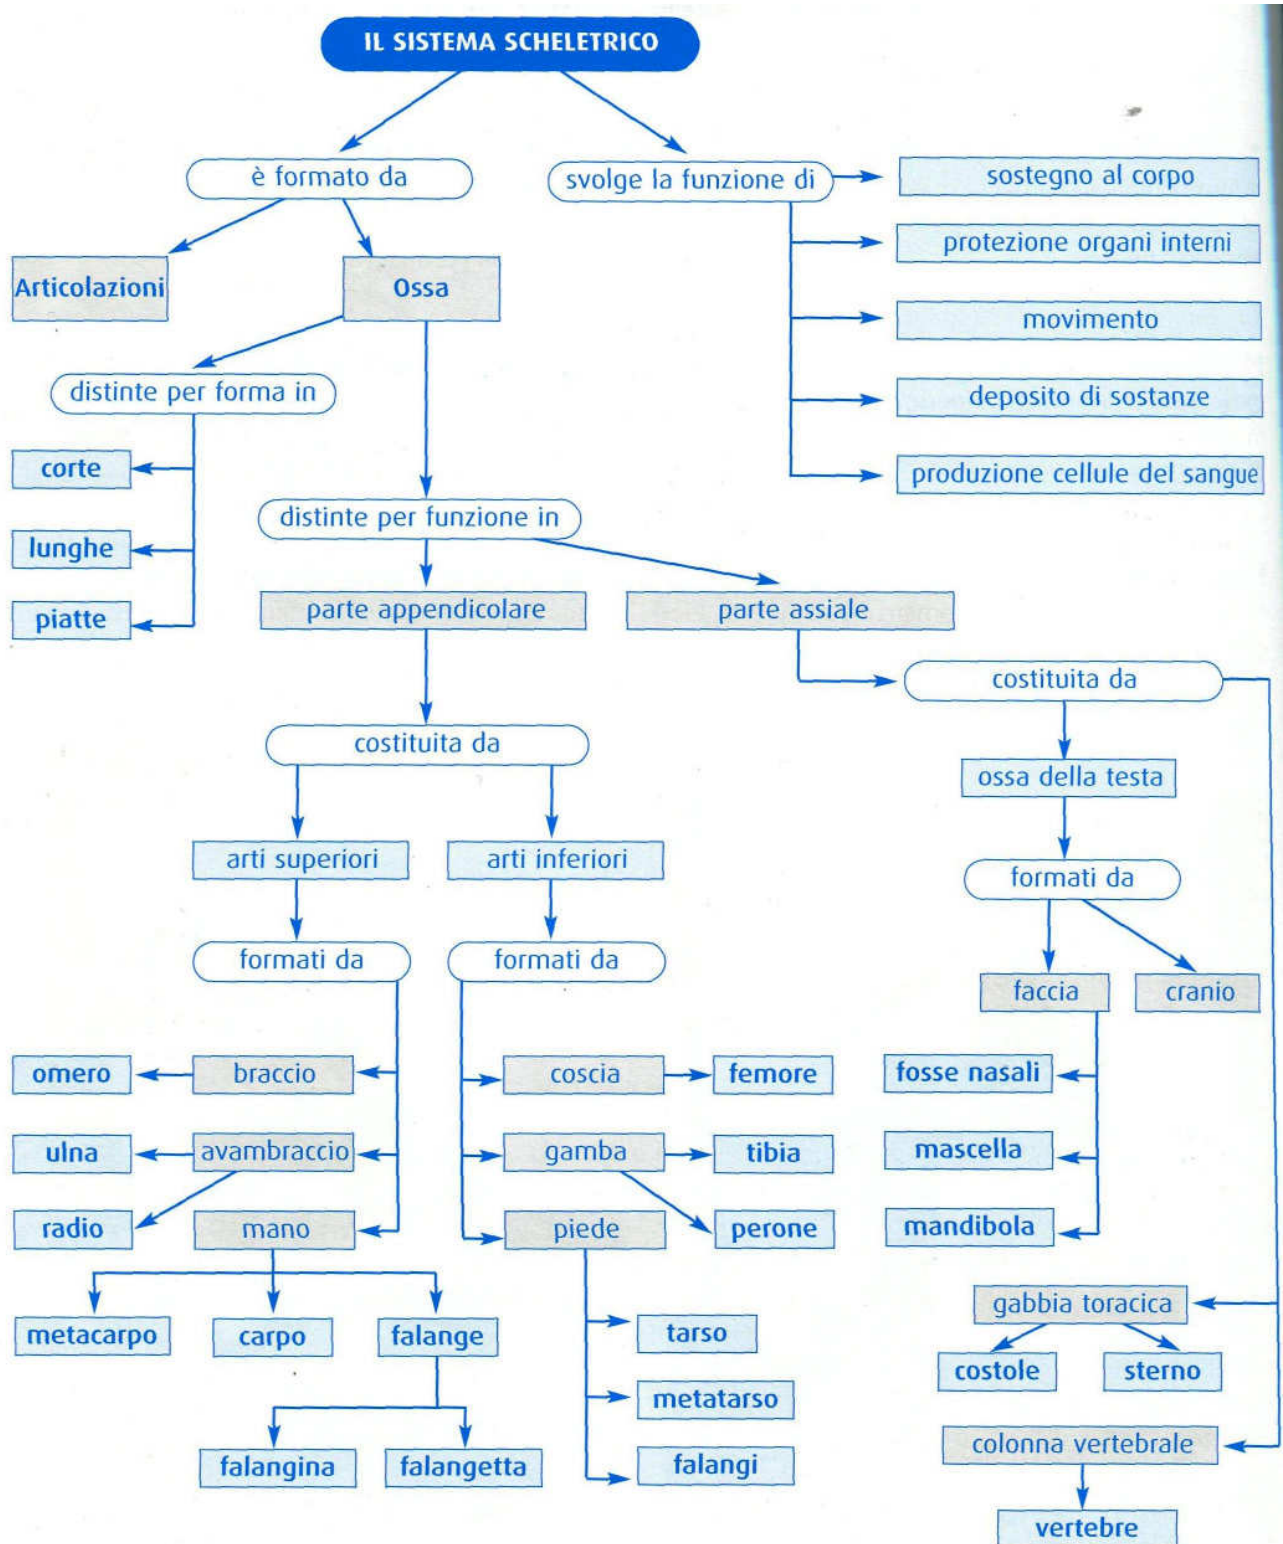 IL SISTEMA SCHELETRICO
è formato da
svolge la funzione di
sostegno al corpo
protezione organi interni
movimento
deposito di sostanze
produzione cellule del sangue
Articolazioni
Ossa
distinte per forma in
corte
lunghe
piatte
distinte per funzione in
parte appendicolare
parte assiale
costituita da
arti superiori
arti inferiori
formati da
formati da
braccio
omero
avambraccio
ulna
radio
mano
metacarpo
carpo
falange
falangina
falangetta
coscia
femore
gamba
tibia
perone
piede
tarso
metatarso
falangi
costituita da
ossa della testa
formati da
faccia
cranio
fosse nasali
mascella
mandibola
gabbia toracica
costole
sterno
colonna vertebrale
vertebre